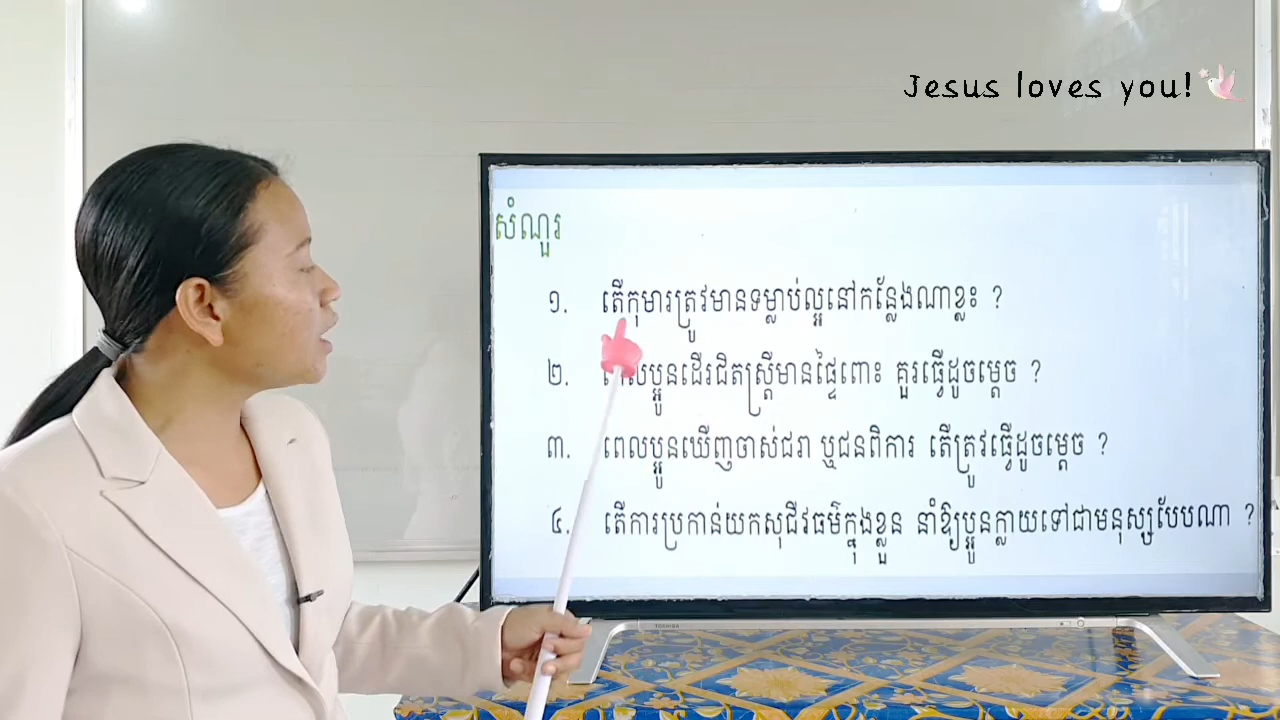 Jesus loves you!
សំណួរ
១. តើកុមារត្រូវមានទម្លាប់ល្អនៅកន្លែងណាខ្លះ ?
២. ពេលប្អូនដើរជិតស្ត្រីមានផ្ទៃពោះ គួរធ្វើដូចម្ដេច ?
៣. ពេលប្អូនឃើញចាស់ជរា ឬជនពិការ តើត្រូវធ្វើដូចម្ដេច ?
៤. តើការប្រកាន់យកសុជីវធម៌ក្នុងខ្លួន នាំឱ្យប្អូនក្លាយទៅជាមនុស្សបែបណា ?
TOSHIBA